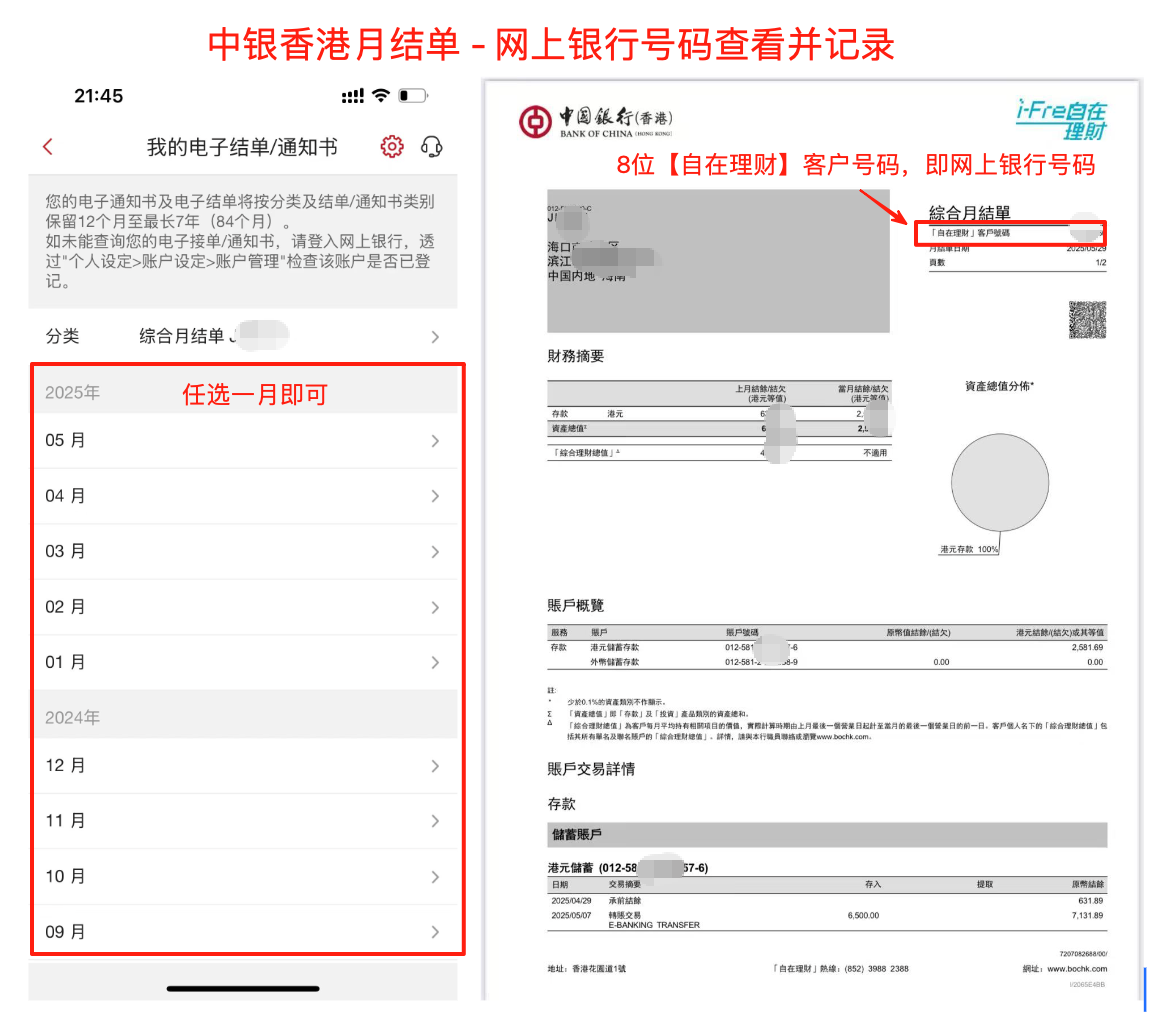 中银香港月结单 - 网上银行号码查看并记录
21:45
我的电子结单/通知书
您的电子通知书及电子结单将按分类及结单/通知书类别
保留12个月至最长7年（84个月）。
如未能查询您的电子接单/通知书，请登入网上银行，透
过"个人设定>账户设定>账户管理"检查该账户是否已登
记。
分类 综合月结单
2025年 任选一月即可
05 月
04 月
03 月
02 月
01 月
2024年
12 月
11 月
10 月
09 月
中国銀行(香港)
BANK OF CHINA (HONG KONG)
i-Free自在
理財
8位【自在理财】客户号码，即网上银行号码
海口
滨江
中国内地 海南
綜合月結單
「自在理財」客戶號碼
月結單日期 2025/05/29
頁數 1/2
財務摘要
上月結餘/結欠 當月結餘/結欠
(港元等值) (港元等值)
存款 港元 6 2,
資產總值Σ 6 2,
「綜合理財總值」Δ 4 不適用
資產總值分佈*
港元存款 100%
賬戶概覽
服務 賬戶 賬戶號碼 原幣值結餘/(結欠) 港元結餘/(結欠)或其等值
存款 港元儲蓄存款 012-581 7-6 2,581.69
外幣儲蓄存款 012-581-2 8-9 0.00 0.00
註:
* 少於0.1%的資產類別不作顯示。
Σ 「資產總值」即「存款」及「投資」產品類別的資產總和。
Δ 「綜合理財總值」為客戶每月平均持有相關項目的價值，實際計算時期由上月最後一個營業日起計至當月的最後一個營業日的前一日。客戶個人名下的「綜合理財總值」包
括其所有單名及聯名賬戶的「綜合理財總值」。詳情，請與本行職員聯絡或瀏覽www.bochk.com。
賬戶交易詳情
存款
儲蓄賬戶
港元儲蓄 (012-58 57-6)
日期 交易摘要 存入 提取 原幣結餘
2025/04/29 承前結餘 631.89
2025/05/07 轉賬交易 6,500.00 7,131.89
E-BANKING TRANSFER
7207082688/00/
地址：香港花園道1號 「自在理財」熱線：(852) 3988 2388 網址：www.bochk.com
I/2065E4BB